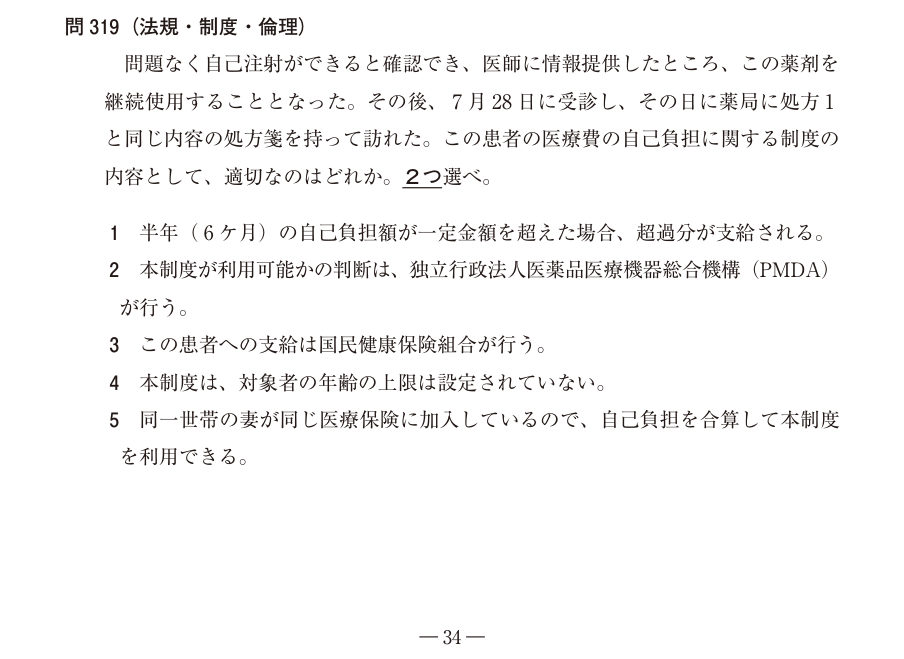 問 319（法規・制度・倫理）
問題なく自己注射ができると確認でき、医師に情報提供したところ、この薬剤を
継続使用することとなった。その後、７月 28 日に受診し、その日に薬局に処方１
と同じ内容の処方箋を持って訪れた。この患者の医療費の自己負担に関する制度の
内容として、適切なのはどれか。２つ選べ。
1　半年（６ケ月）の自己負担額が一定金額を超えた場合、超過分が支給される。
2　本制度が利用可能かの判断は、独立行政法人医薬品医療機器総合機構（PMDA）
が行う。
3　この患者への支給は国民健康保険組合が行う。
4　本制度は、対象者の年齢の上限は設定されていない。
5　同一世帯の妻が同じ医療保険に加入しているので、自己負担を合算して本制度
を利用できる。
― 34 ―